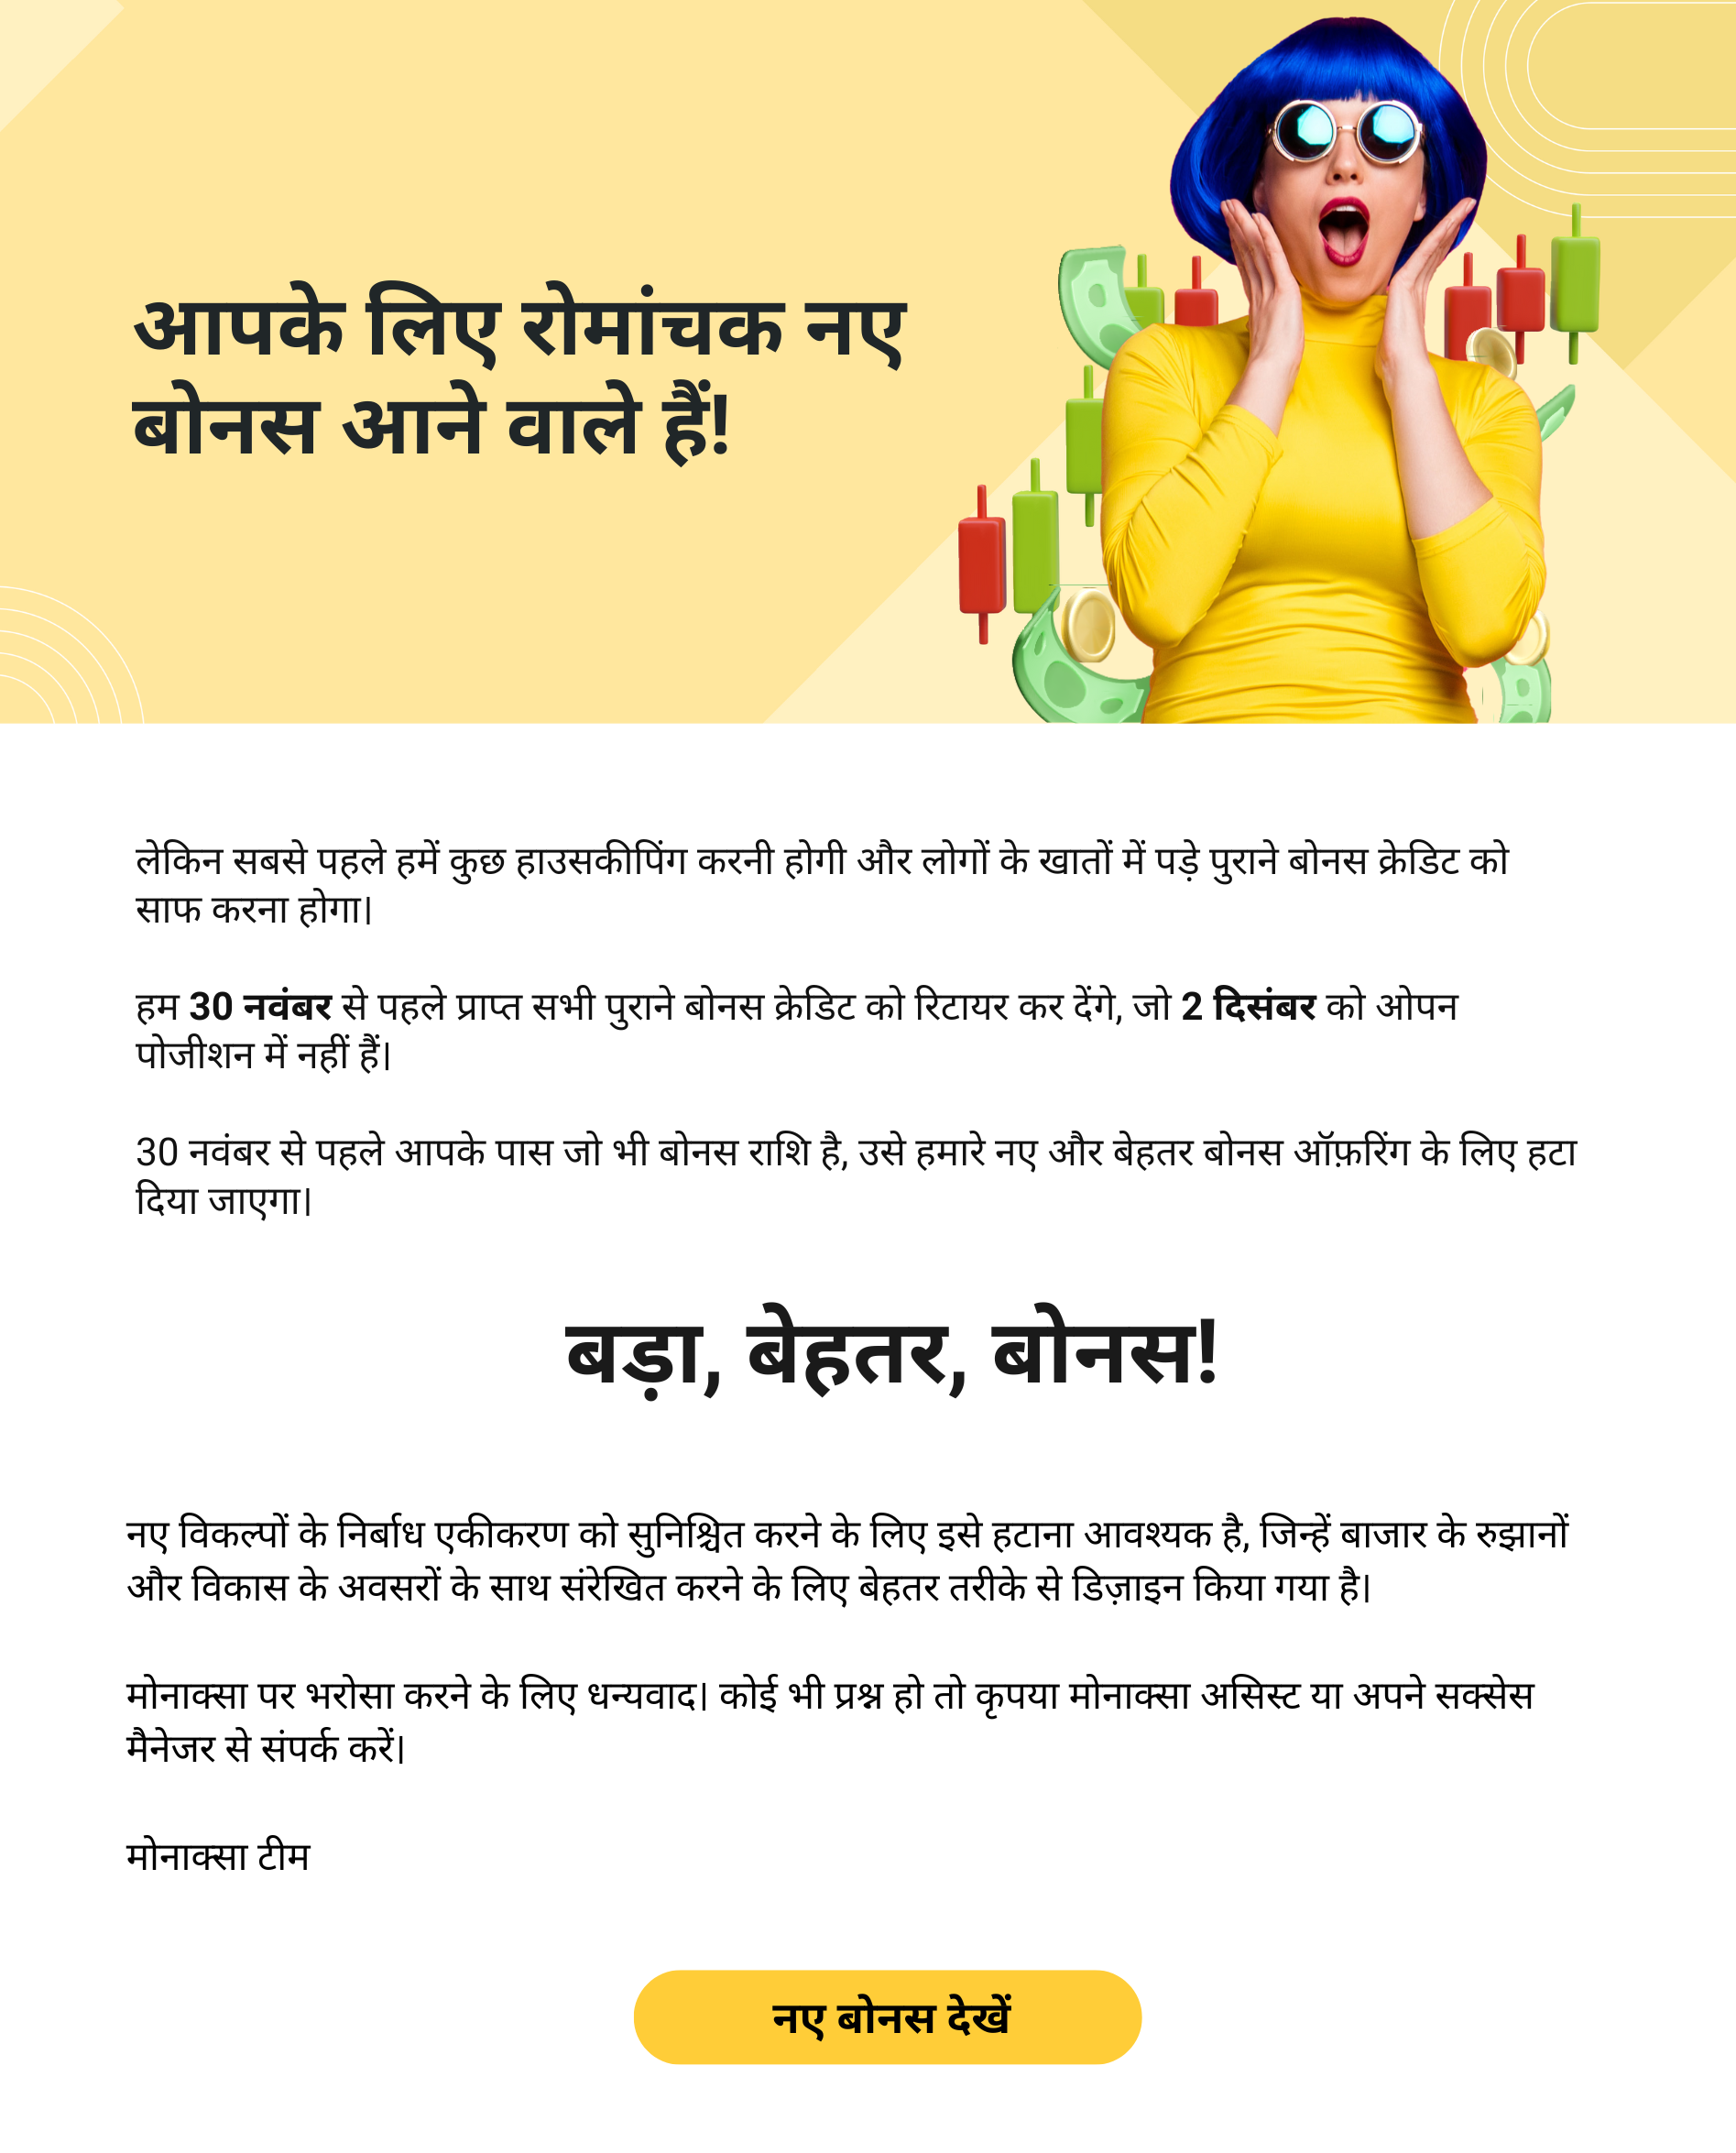 आपके लिए रोमांचक नए
बोनस आने वाले हैं!
लेकिन सबसे पहले हमें कुछ हाउसकीपिंग करनी होगी और लोगों के खातों में पड़े पुराने बोनस क्रेडिट को
साफ करना होगा।
हम 30 नवंबर से पहले प्राप्त सभी पुराने बोनस क्रेडिट को रिटायर कर देंगे, जो 2 दिसंबर को ओपन
पोजीशन में नहीं हैं।
30 नवंबर से पहले आपके पास जो भी बोनस राशि है, उसे हमारे नए और बेहतर बोनस ऑफ़रिंग के लिए हटा
दिया जाएगा।
बड़ा, बेहतर, बोनस!
नए विकल्पों के निर्बाध एकीकरण को सुनिश्चित करने के लिए इसे हटाना आवश्यक है, जिन्हें बाजार के रुझानों
और विकास के अवसरों के साथ संरेखित करने के लिए बेहतर तरीके से डिज़ाइन किया गया है।
मोनाक्सा पर भरोसा करने के लिए धन्यवाद। कोई भी प्रश्न हो तो कृपया मोनाक्सा असिस्ट या अपने सक्सेस
मैनेजर से संपर्क करें।
मोनाक्सा टीम
नए बोनस देखें